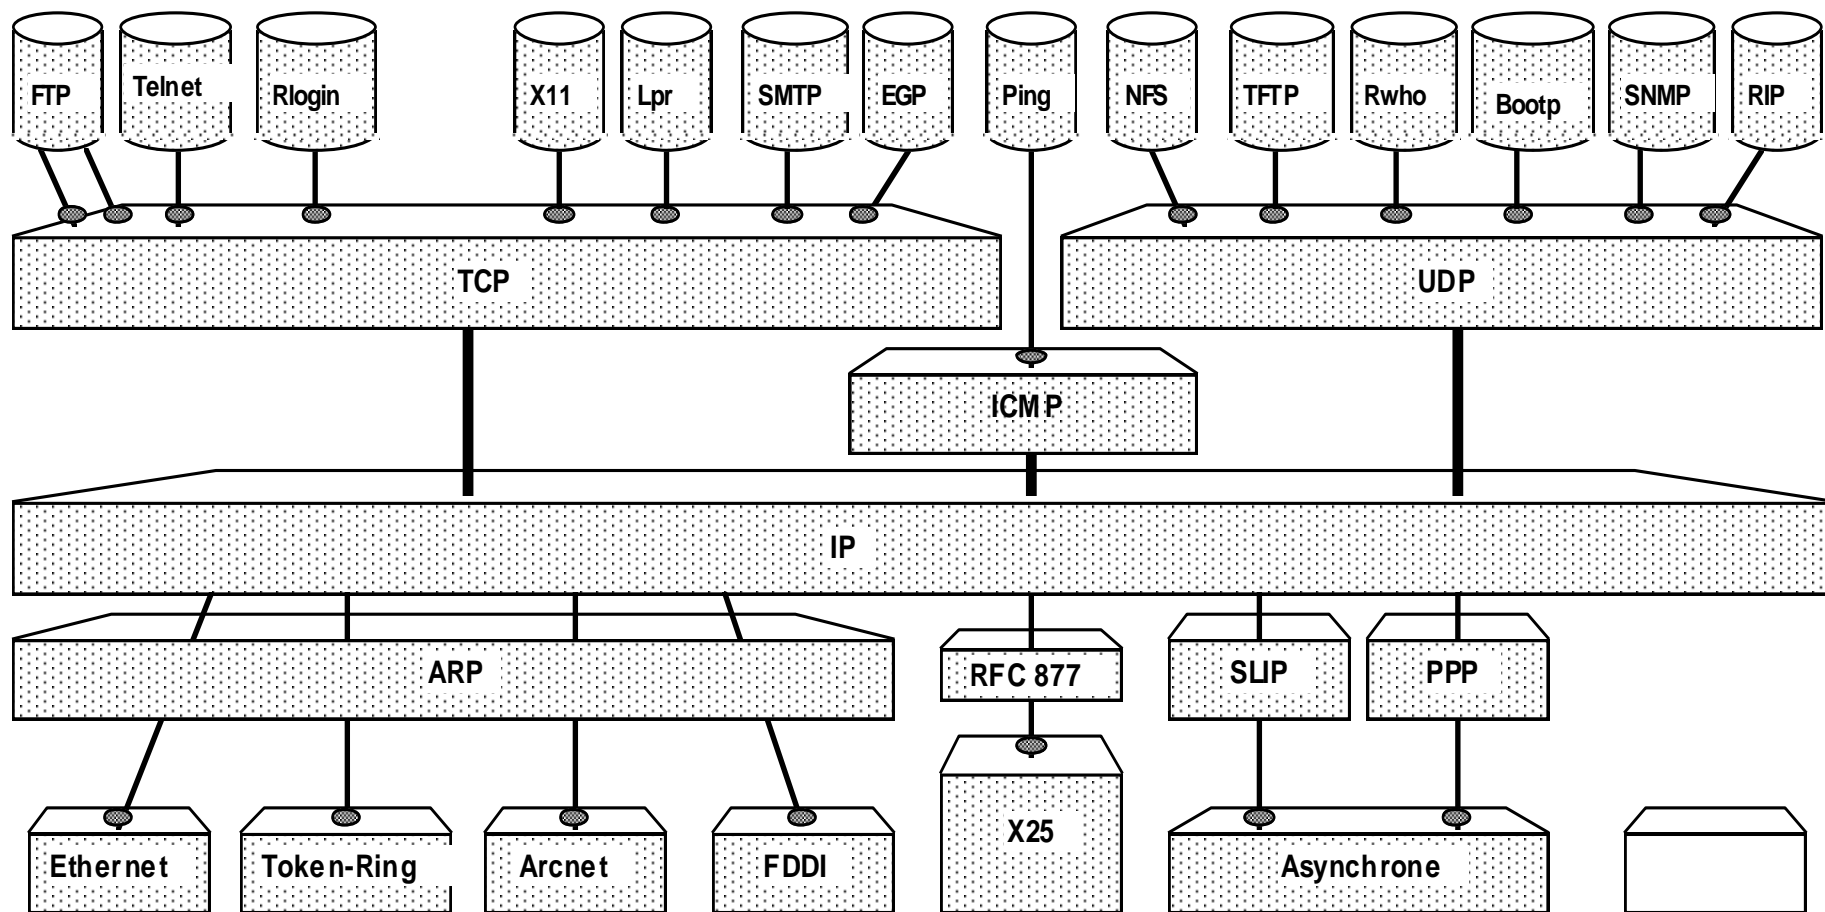 FTP
Telnet
Rlogin
X11
Lpr
SMTP
EGP
Ping
NFS
TFTP
Rwho
Bootp
SNMP
RIP
TCP
UDP
ICMP
IP
ARP
RFC 877
SLIP
PPP
X25
Ethernet
Token-Ring
Arcnet
FDDI
Asynchrone